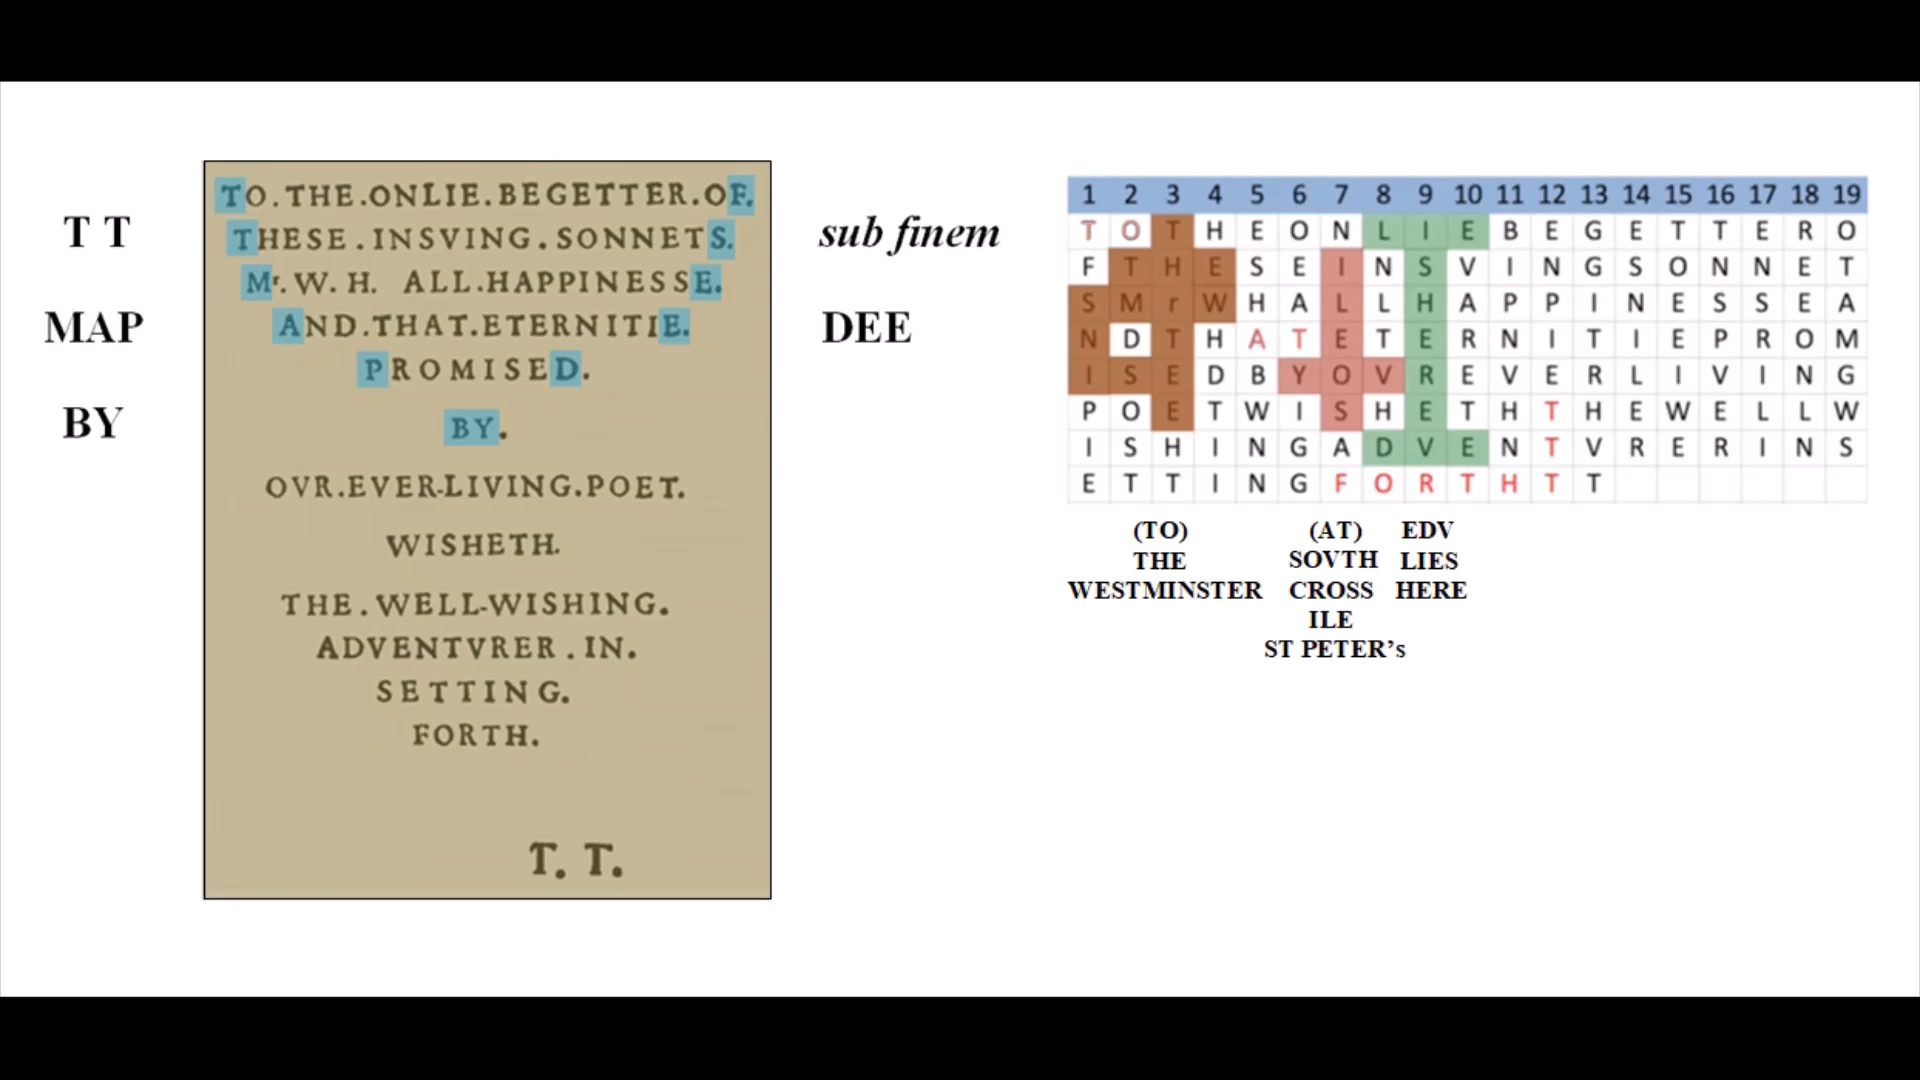 T T
MAP
BY
TO.THE.ONLIE.BEGETTER.OF.
THESE.INSVING.SONNETS.
Mr.W.H. ALL.HAPPINESSE.
AND.THAT.ETERNITIE.
PROMISED.
BY.
OVR.EVER-LIVING.POET.
WISHETH.
THE.WELL-WISHING.
ADVENTVRER.IN.
SETTING.
FORTH.
T. T.
sub finem
DEE
1 2 3 4 5 6 7 8 9 10 11 12 13 14 15 16 17 18 19
T O T H E O N L I E B E G E T T E R O
F T H E S E I N S V I N G S O N N E T
S M r W H A L L H A P P I N E S S E A
N D T H A T E T E R N I T I E P R O M
I S E D B Y O V R E V E R L I V I N G
P O E T W I S H E T H T H E W E L L W
I S H I N G A D V E N T V R E R I N S
E T T I N G F O R T H T T
(TO)
THE
WESTMINSTER
(AT)
SOVTH
CROSS
ILE
ST PETER’s
EDV
LIES
HERE